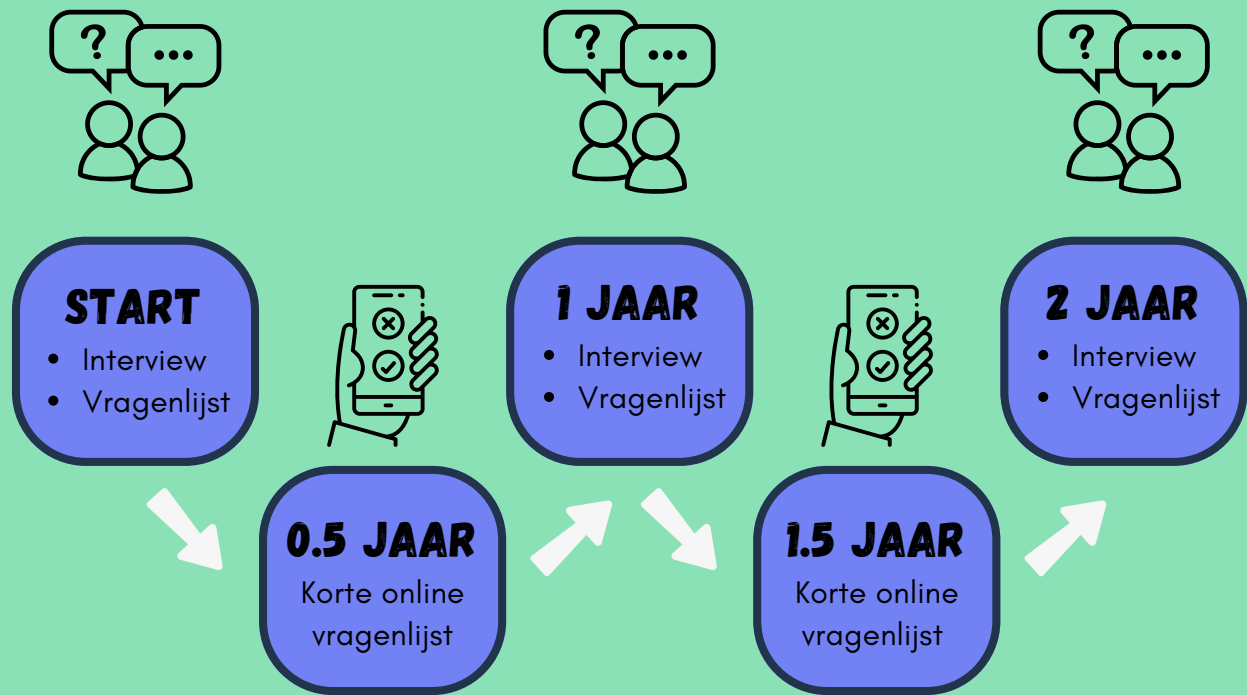 ?
...
?
...
?
...
START
• Interview
• Vragenlijst
0.5 JAAR
Korte online
vragenlijst
1 JAAR
• Interview
• Vragenlijst
1.5 JAAR
Korte online
vragenlijst
2 JAAR
• Interview
• Vragenlijst